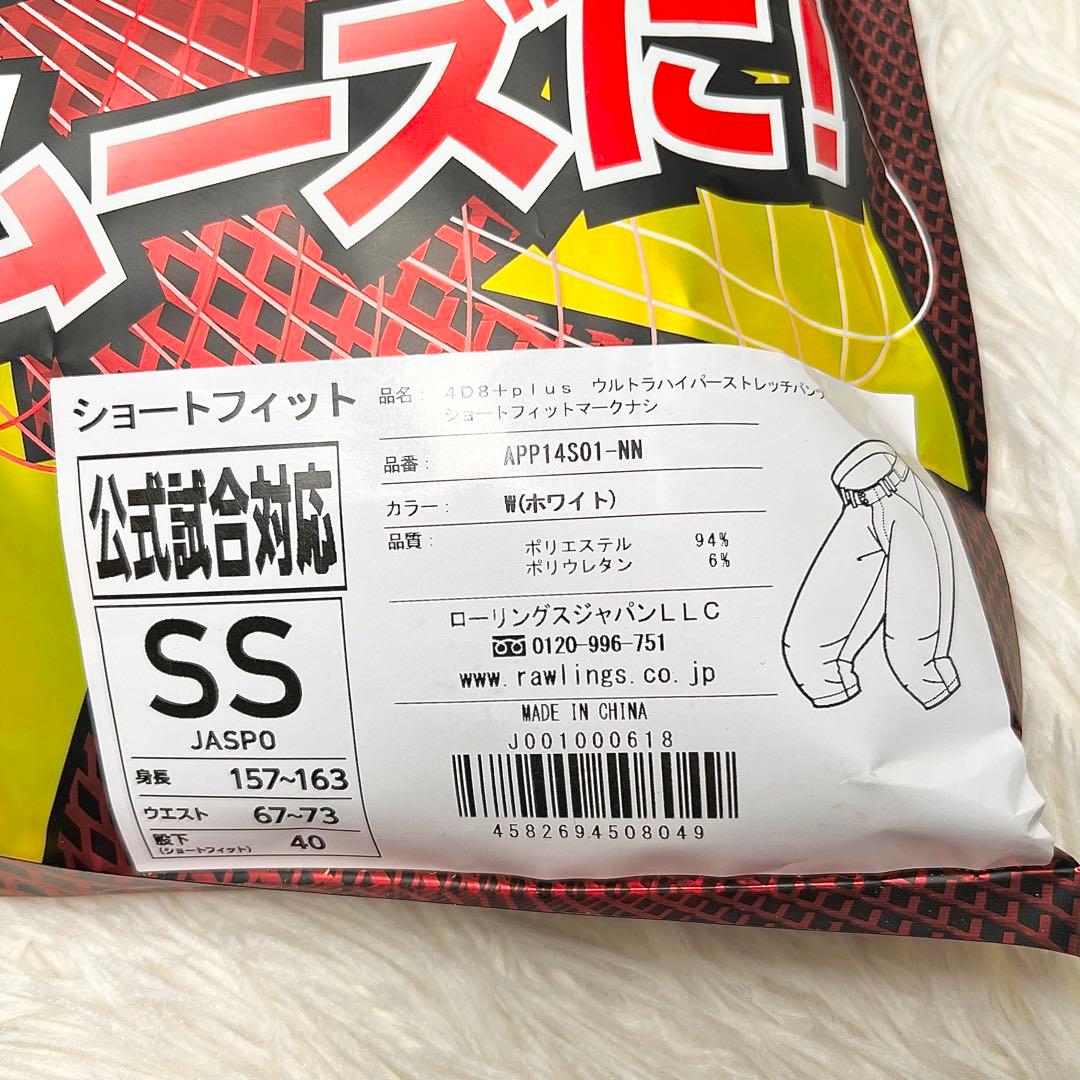 ムーズに!
ショートフィット
公式試合対応
SS
JASPO
身長 157~163
ウエスト 67~73
股下 40
(ショートフィット)
品名: 4D8+plus ウルトラハイパーストレッチパンツ
ショートフィットマークナシ
品番: APP14S01-NN
カラー: W(ホワイト)
品質: ポリエステル 94%
ポリウレタン 6%
ローリングスジャパンLLC
0120-996-751
www.rawlings.co.jp
MADE IN CHINA
J001000618
4582694508049